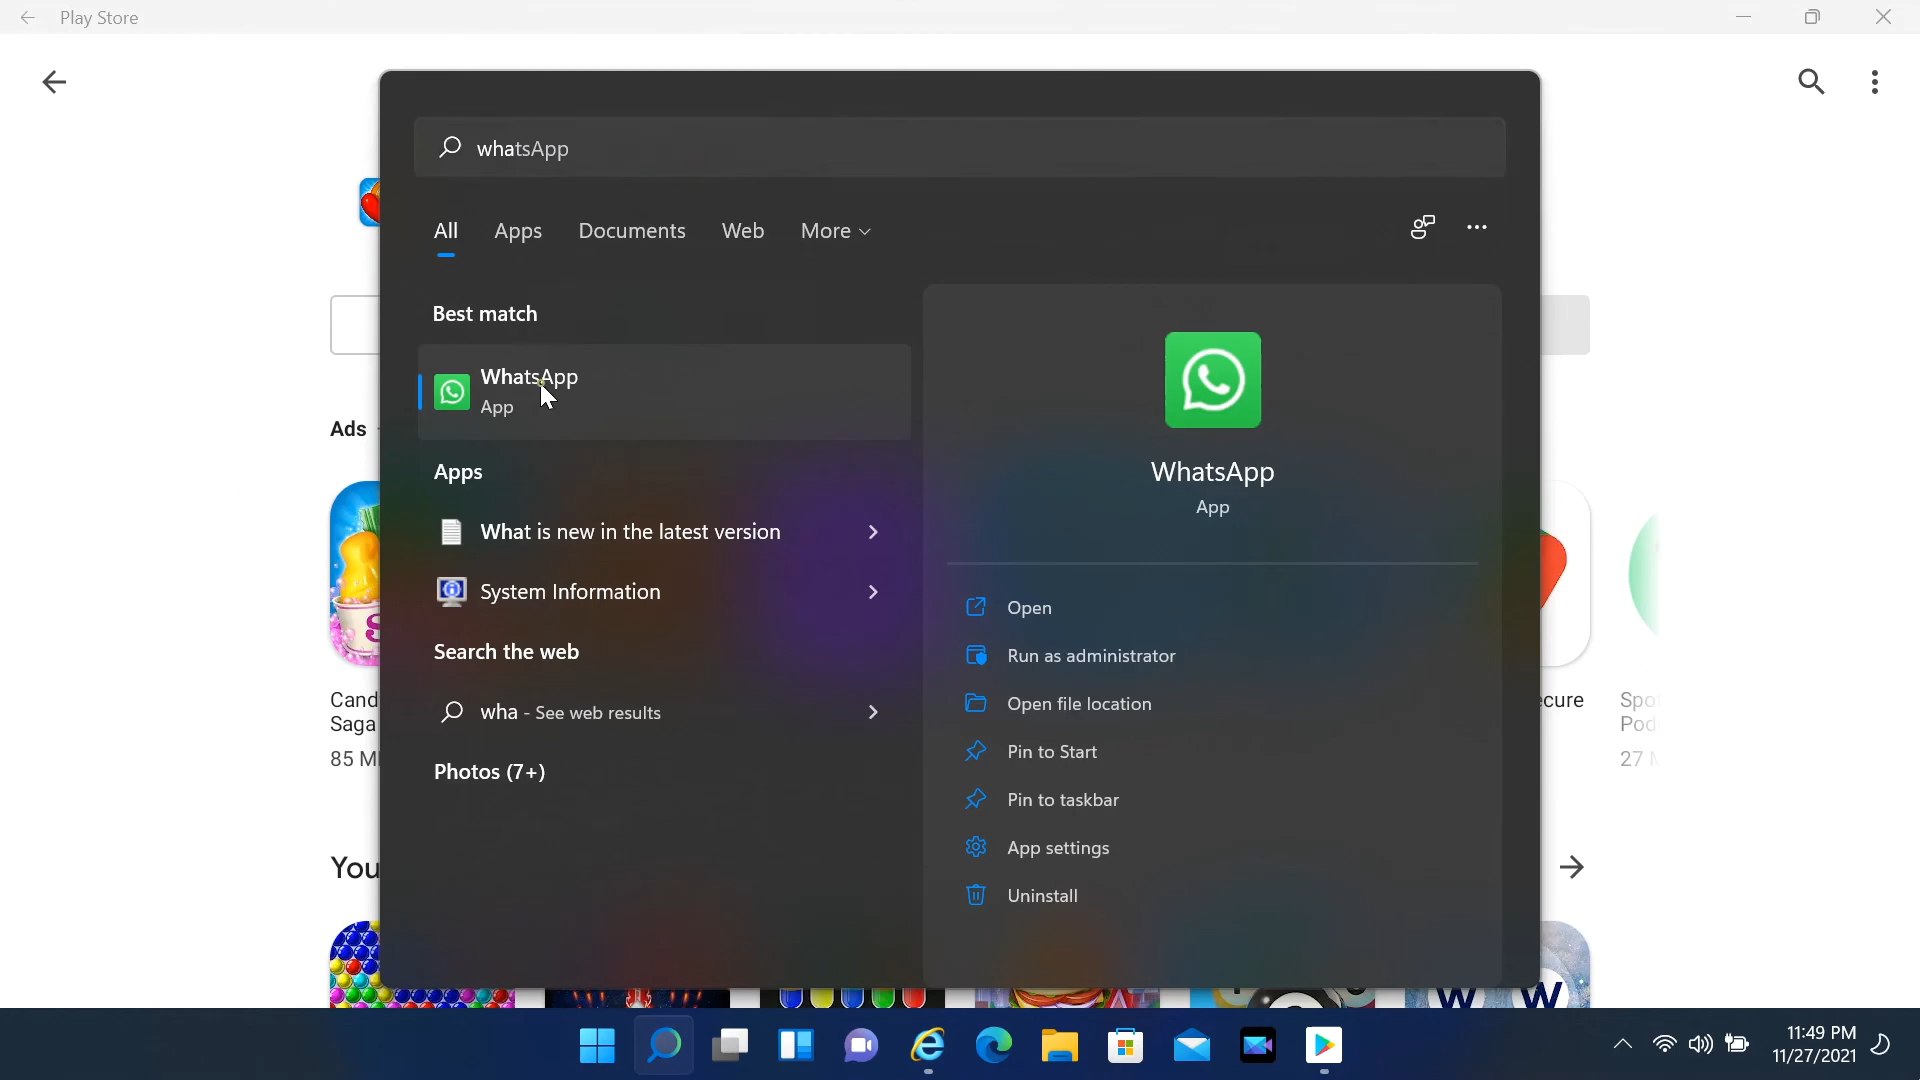 Play Store
whatsApp
All Apps Documents Web More
Best match
WhatsApp
App
Apps
What is new in the latest version
System Information
Search the web
wha - See web results
Photos (7+)
WhatsApp
App
Open
Run as administrator
Open file location
Pin to Start
Pin to taskbar
App settings
Uninstall
Ads
Cand
Saga
85 M
You
ecure
Spo
Pod
27 M
W W
11:49 PM
11/27/2021